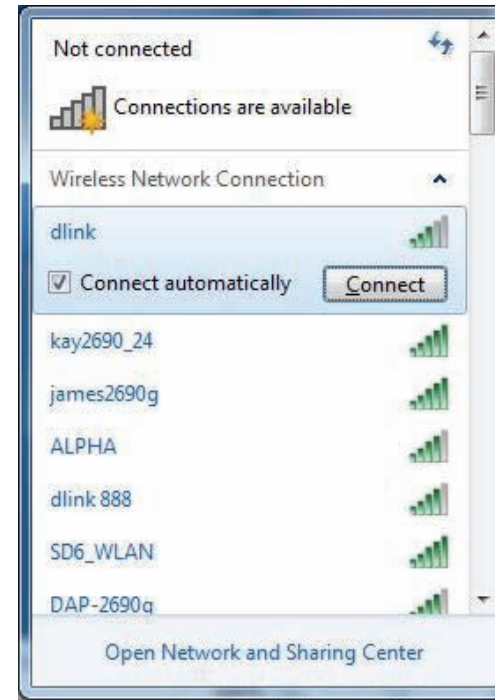 Not connected
Connections are available
Wireless Network Connection
dlink
Connect automatically
Connect
kay2690_24
james2690g
ALPHA
dlink 888
SD6_WLAN
DAP-2690g
Open Network and Sharing Center